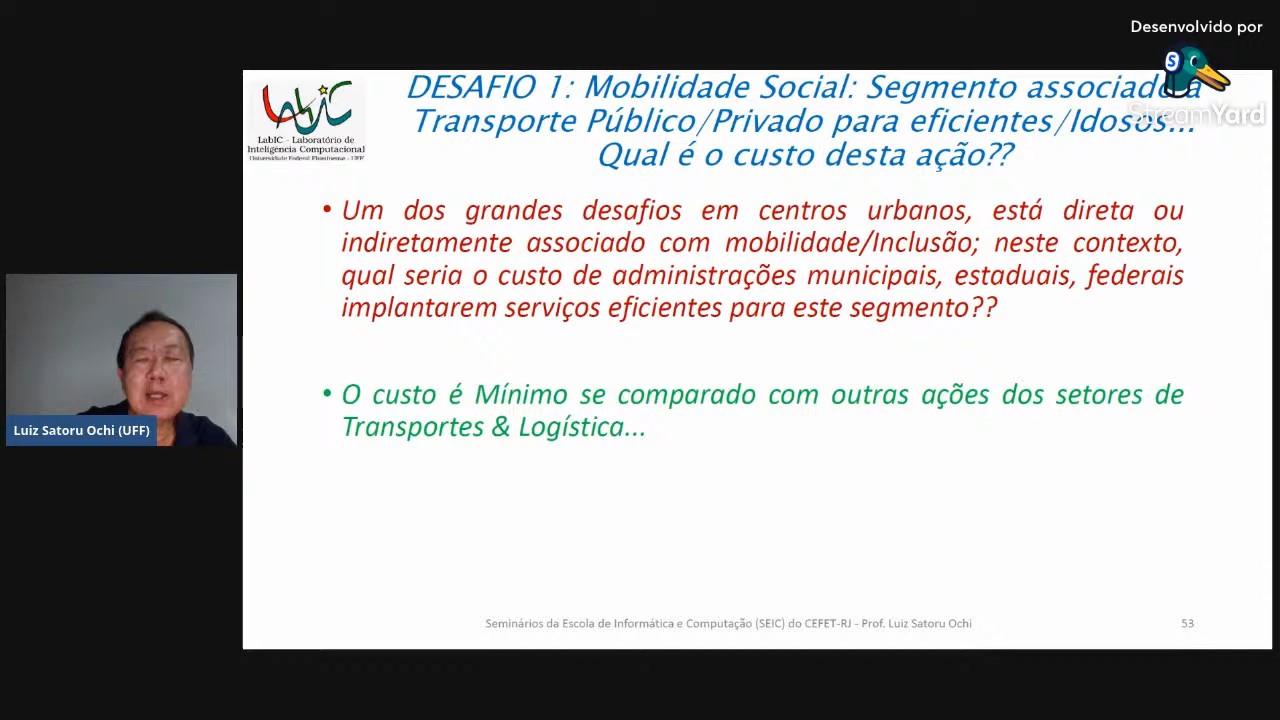 Desenvolvido por
StreamYard
LabIC
LabIC - Laboratório de
Inteligência Computacional
Universidade Federal Fluminense - UFF
DESAFIO 1: Mobilidade Social: Segmento associado a
Transporte Público/Privado para eficientes/Idosos...
Qual é o custo desta ação??
• Um dos grandes desafios em centros urbanos, está direta ou
indiretamente associado com mobilidade/Inclusão; neste contexto,
qual seria o custo de administrações municipais, estaduais, federais
implantarem serviços eficientes para este segmento??
• O custo é Mínimo se comparado com outras ações dos setores de
Transportes & Logística...
Luiz Satoru Ochi (UFF)
Seminários da Escola de Informática e Computação (SEIC) do CEFET-RJ - Prof. Luiz Satoru Ochi
53